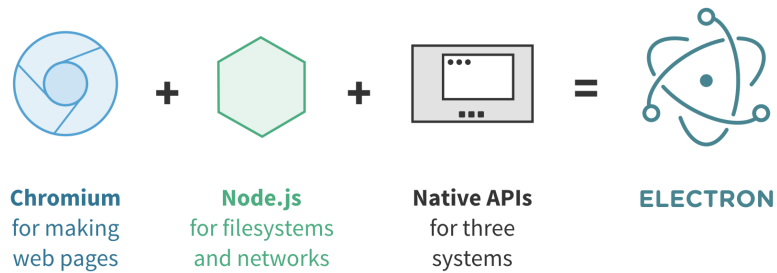 + + =
Chromium
for making
web pages
Node.js
for filesystems
and networks
Native APIs
for three
systems
ELECTRON